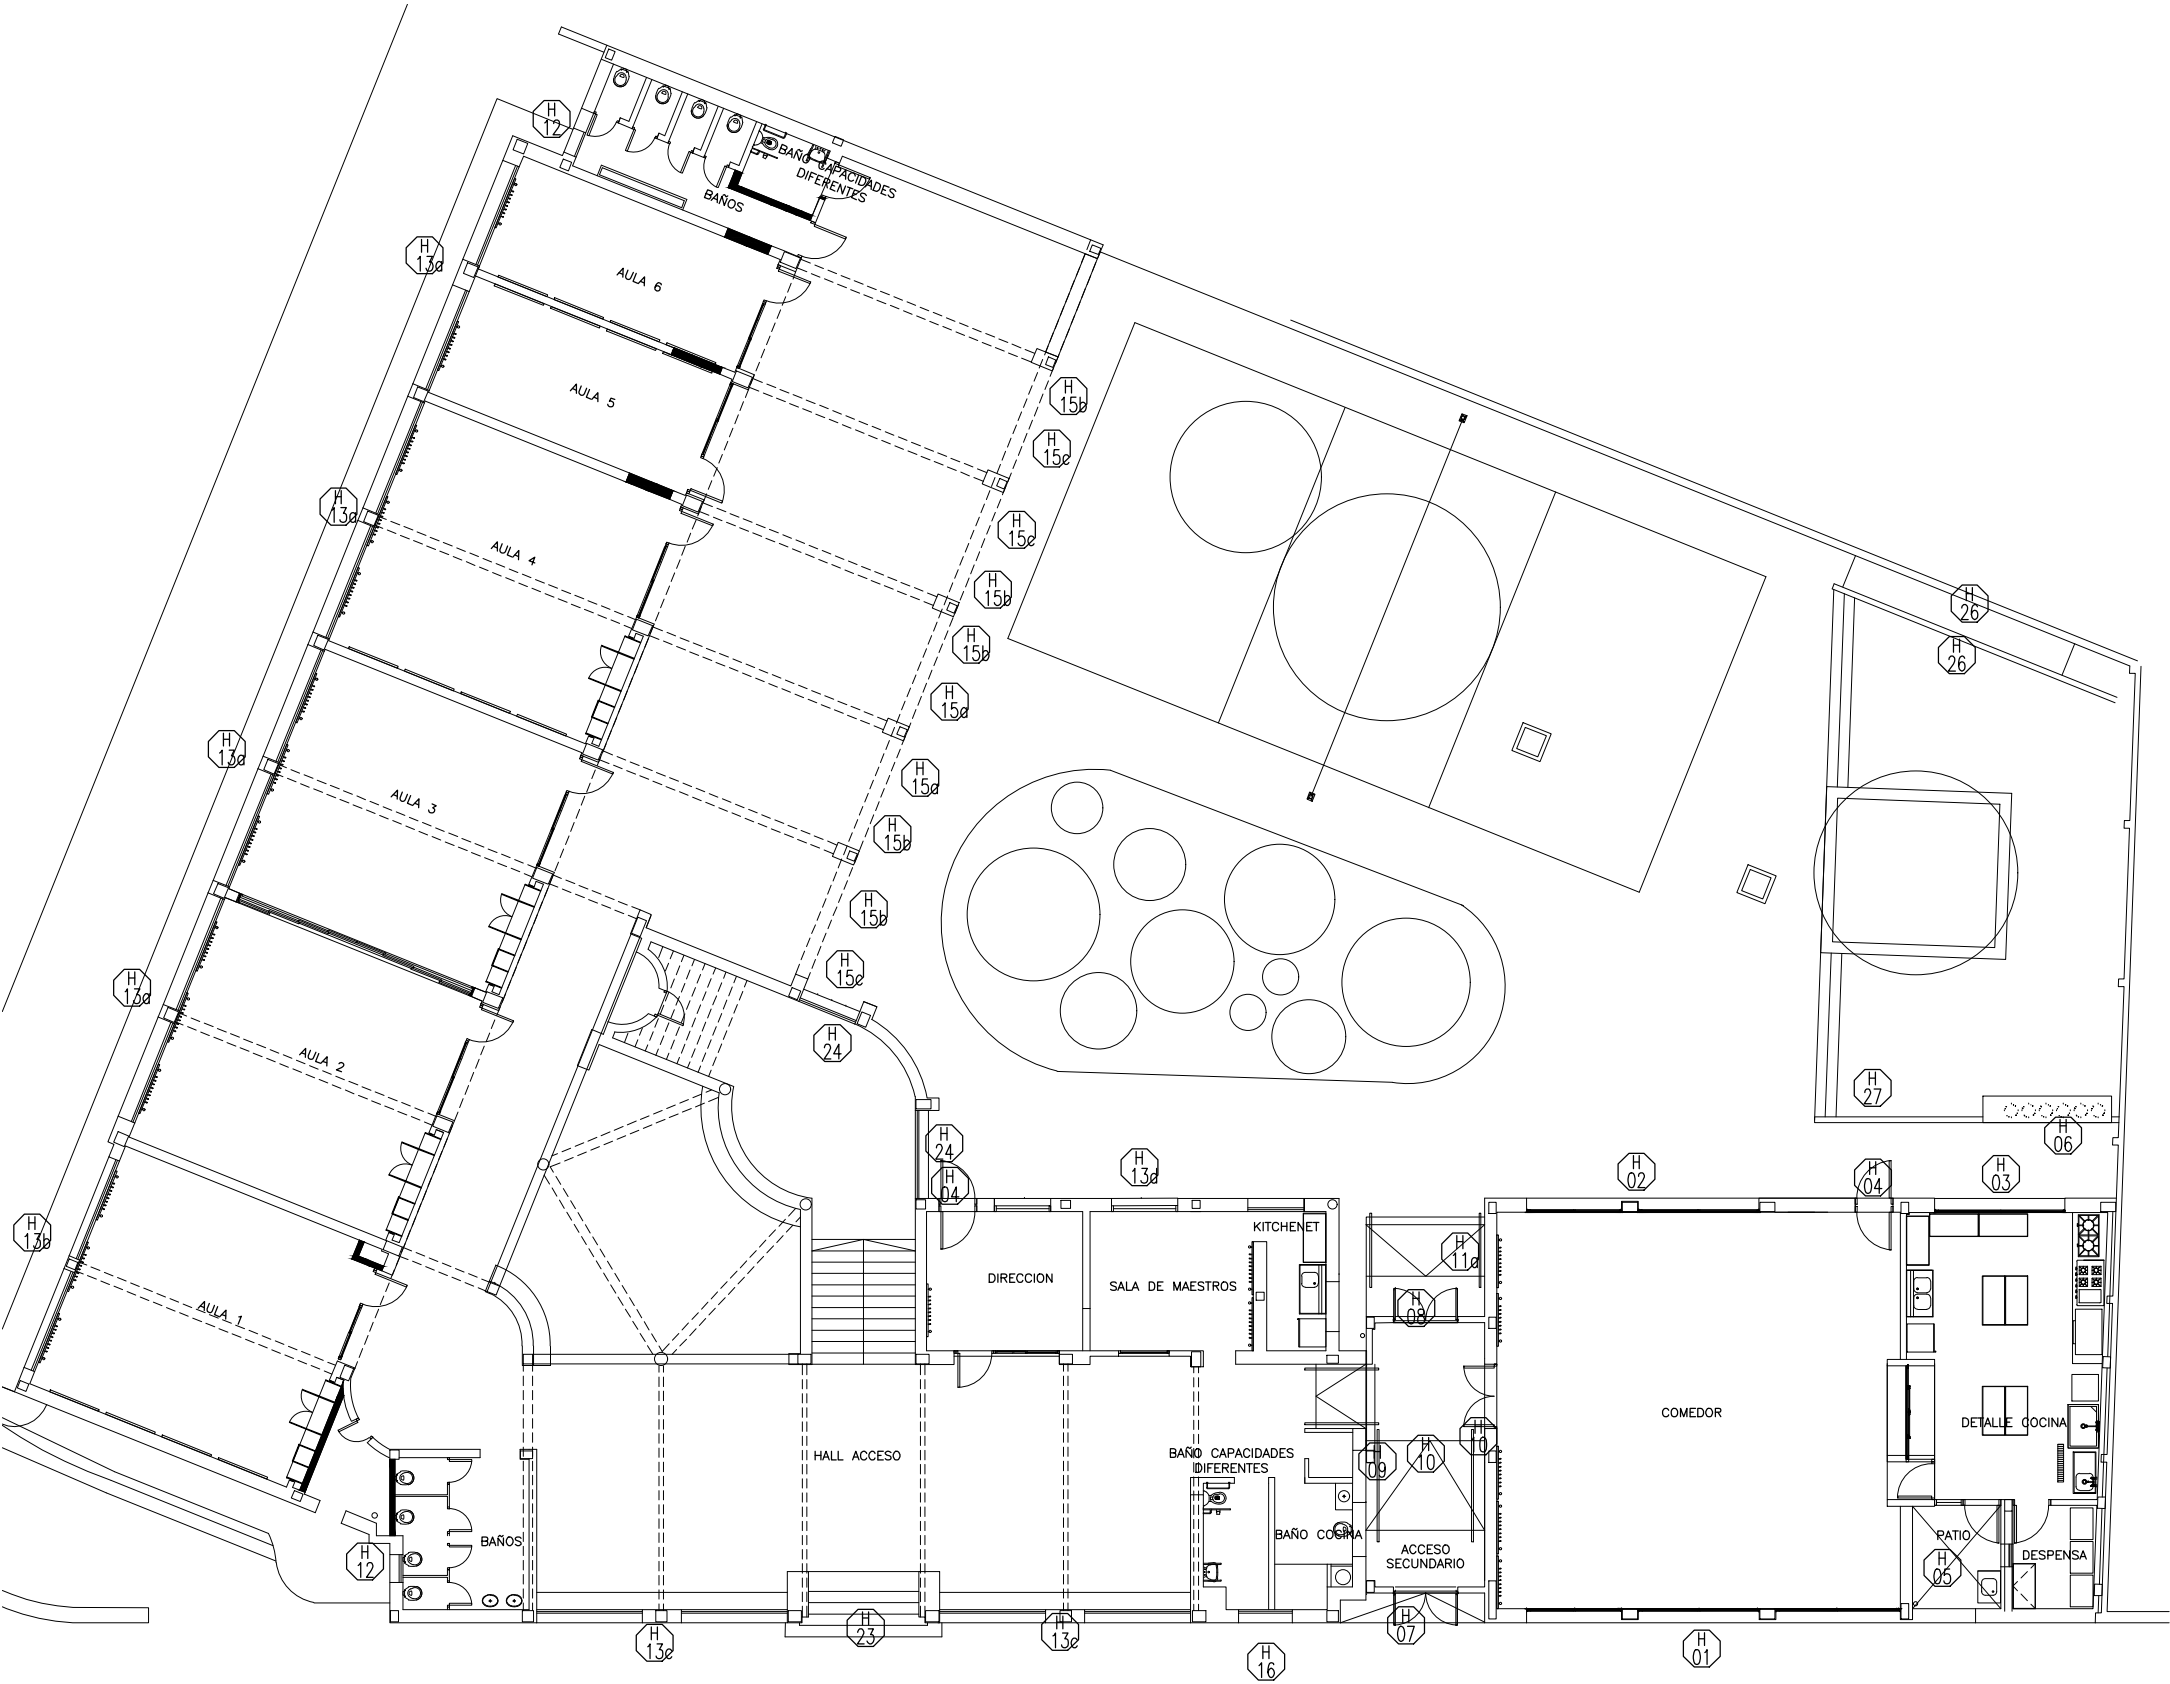 H
12
BAÑO CAPACIDADES
DIFERENTES
BAÑOS
H
13a
AULA 6
H
15b
AULA 5
H
15c
H
13a
H
15c
AULA 4
H
15b
H
26
H
15b
H
26
H
15a
H
13a
H
15a
AULA 3
H
15b
H
15b
H
13a
H
15c
H
24
AULA 2
H
27
H
24
H
06
H
13d
H
02
H
04
H
03
H
04
H
13b
KITCHENET
H
11a
DIRECCION
SALA DE MAESTROS
AULA 1
H
08
COMEDOR
DETALLE COCINA
HALL ACCESO
BAÑO CAPACIDADES
DIFERENTES
H
09
H
10
H
10
BAÑOS
BAÑO COCINA
PATIO
H
12
ACCESO
SECUNDARIO
DESPENSA
H
05
H
13c
H
23
H
13c
H
07
H
16
H
01